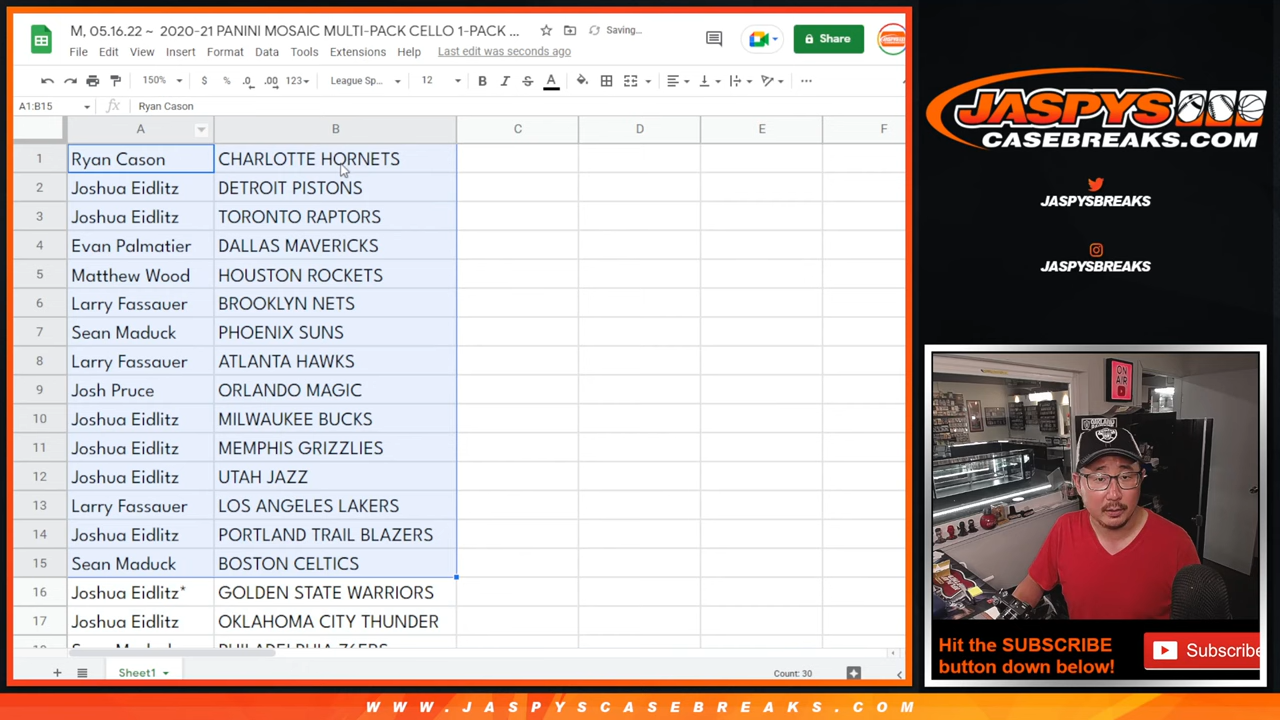 M, 05.16.22 ~ 2020-21 PANINI MOSAIC MULTI-PACK CELLO 1-PACK ...
Saving...
File Edit View Insert Format Data Tools Extensions Help Last edit was seconds ago
Share
150% $ % .0 .00 123 League Sp... 12 B I S A
A1:B15 fx Ryan Cason
A B C D E F
1 Ryan Cason CHARLOTTE HORNETS
2 Joshua Eidlitz DETROIT PISTONS
3 Joshua Eidlitz TORONTO RAPTORS
4 Evan Palmatier DALLAS MAVERICKS
5 Matthew Wood HOUSTON ROCKETS
6 Larry Fassauer BROOKLYN NETS
7 Sean Maduck PHOENIX SUNS
8 Larry Fassauer ATLANTA HAWKS
9 Josh Pruce ORLANDO MAGIC
10 Joshua Eidlitz MILWAUKEE BUCKS
11 Joshua Eidlitz MEMPHIS GRIZZLIES
12 Joshua Eidlitz UTAH JAZZ
13 Larry Fassauer LOS ANGELES LAKERS
14 Joshua Eidlitz PORTLAND TRAIL BLAZERS
15 Sean Maduck BOSTON CELTICS
16 Joshua Eidlitz* GOLDEN STATE WARRIORS
17 Joshua Eidlitz OKLAHOMA CITY THUNDER
Sheet1
Count: 30
JASPYS
CASEBREAKS.COM
JASPYSBREAKS
JASPYSBREAKS
ON AIR
Hit the SUBSCRIBE
button down below!
Subscribe
WWW.JASPYSCASEBREAKS.COM